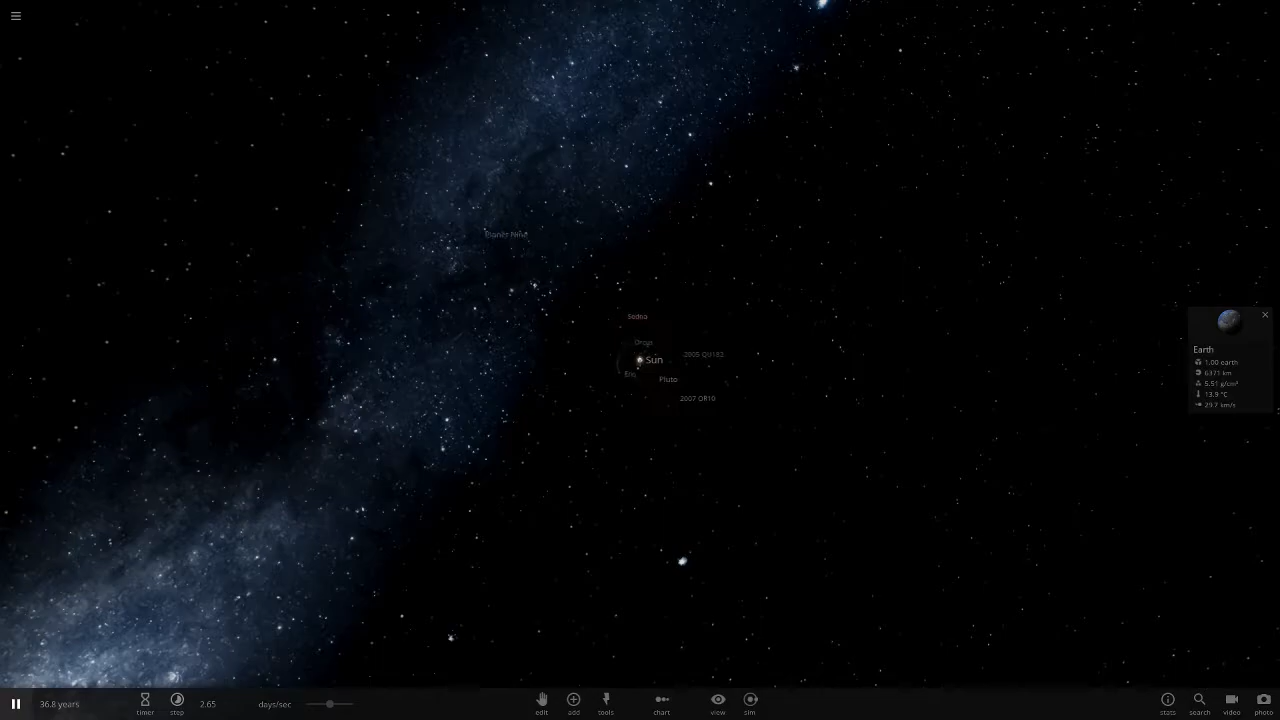 Planet Nine
Sedna
Orcus
2005 QU182
Sun
Eris
Pluto
2007 OR10
Earth
1.00 earth
6371 km
5.51 g/cm³
13.9 °C
29.7 km/s
36.8 years
timer
step
2.65
days/sec
edit
add
tools
chart
view
sim
stats
search
video
photo